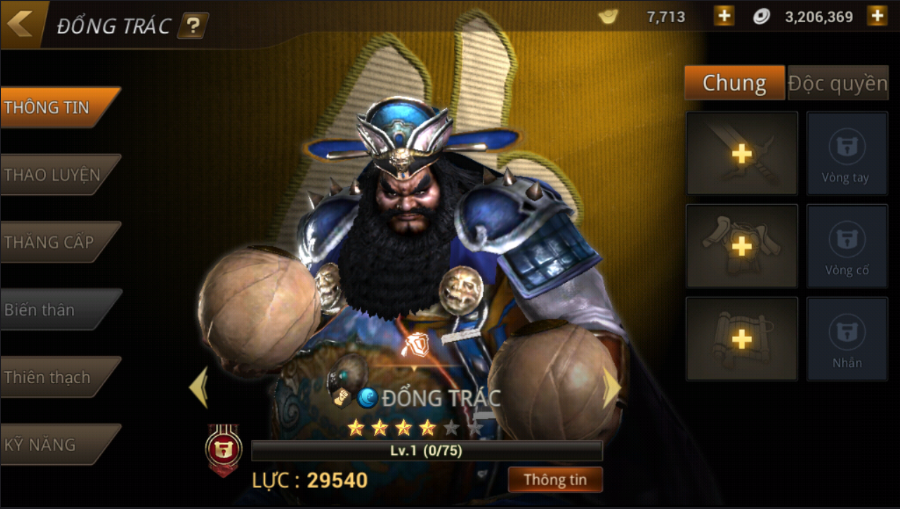 ĐỔNG TRÁC ?
7,713
3,206,369
THÔNG TIN
THAO LUYỆN
THĂNG CẤP
Biến thân
Thiên thạch
KỸ NĂNG
Chung
Độc quyền
Vòng tay
Vòng cổ
Nhẫn
ĐỔNG TRÁC
Lv.1 (0/75)
LỰC : 29540
Thông tin